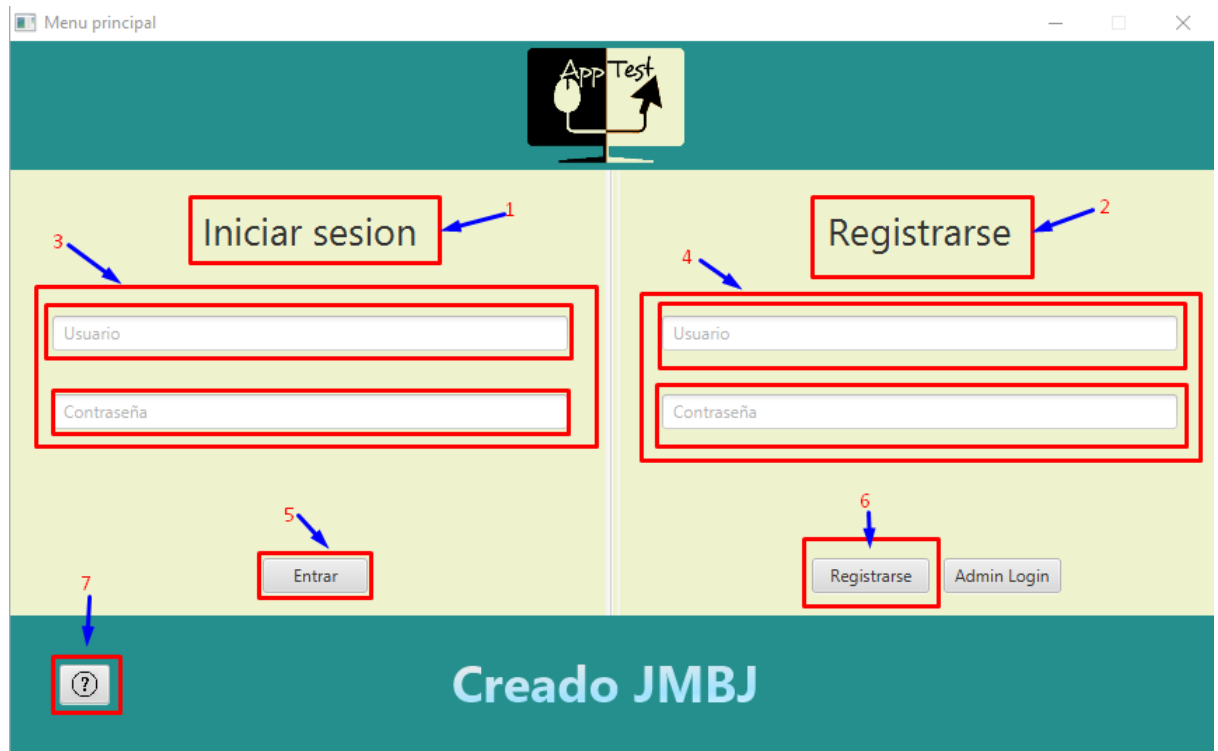 Menu principal
App Test
Iniciar sesion
1
Registrarse
2
3
4
Usuario
Usuario
Contraseña
Contraseña
5
6
Entrar
Registrarse
Admin Login
7
?
Creado JMBJ